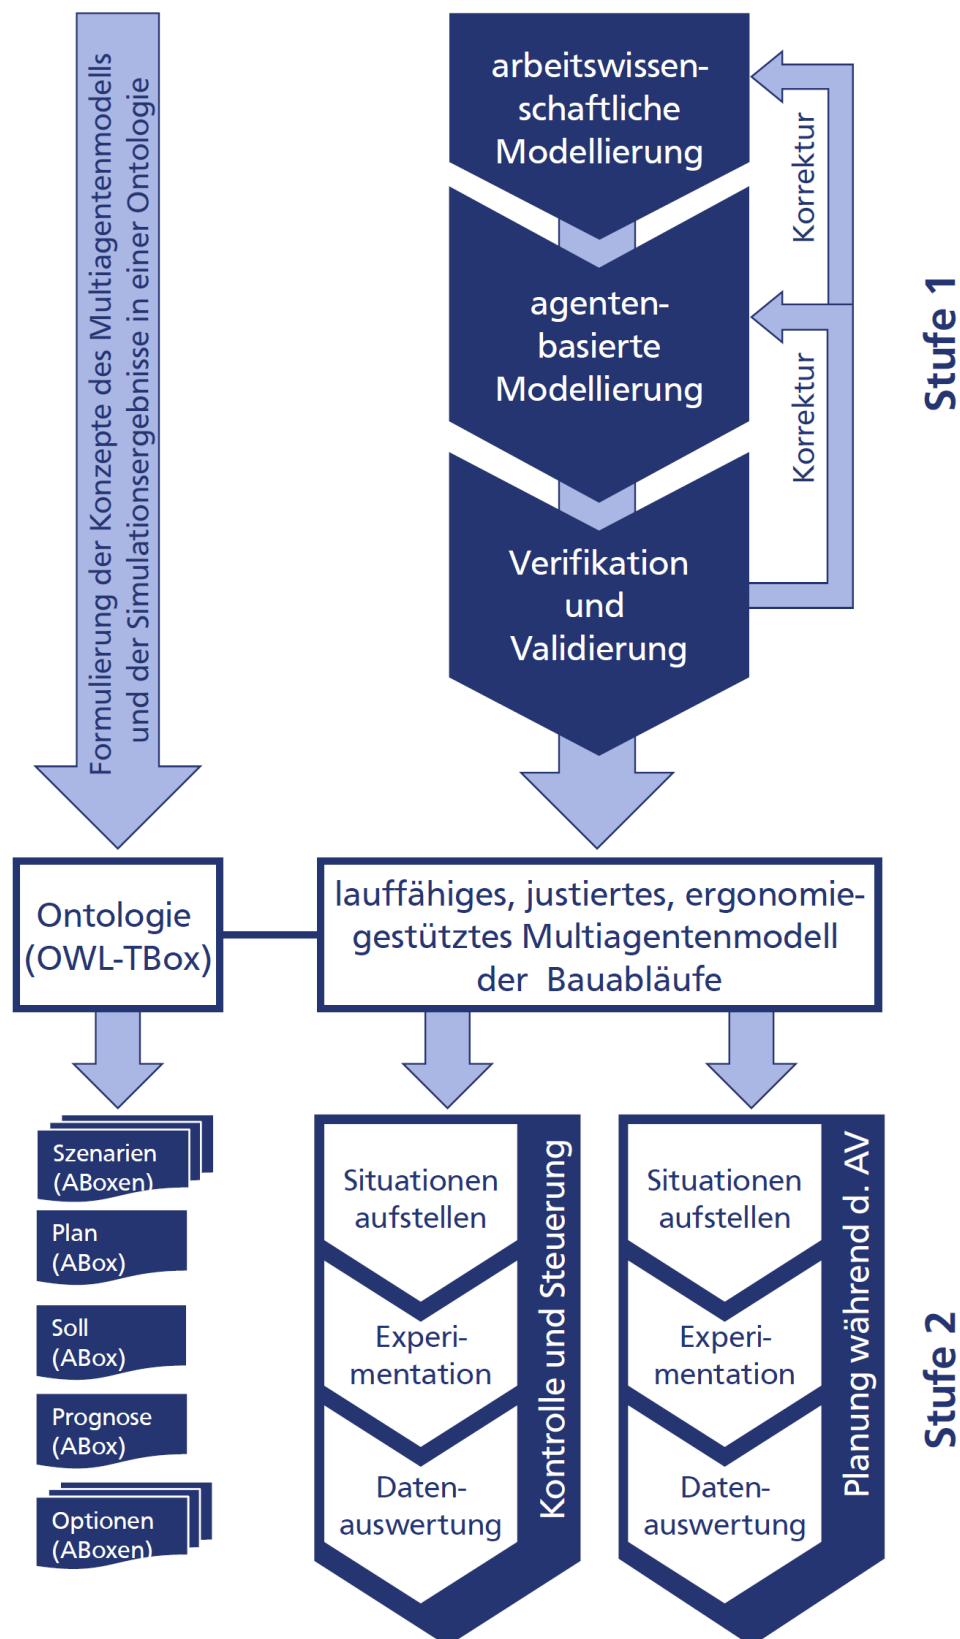 Formulierung der Konzepte des Multiagentenmodells
und der Simulationsergebnisse in einer Ontologie
arbeitswissen-
schaftliche
Modellierung
Korrektur
agenten-
basierte
Modellierung
Korrektur
Verifikation
und
Validierung
Stufe 1
Ontologie
(OWL-TBox)
lauffähiges, justiertes, ergonomie-
gestütztes Multiagentenmodell
der Bauabläufe
Szenarien
(ABoxen)
Plan
(ABox)
Soll
(ABox)
Prognose
(ABox)
Optionen
(ABoxen)
Situationen
aufstellen
Experi-
mentation
Daten-
auswertung
Kontrolle und Steuerung
Situationen
aufstellen
Experi-
mentation
Daten-
auswertung
Planung während d. AV
Stufe 2